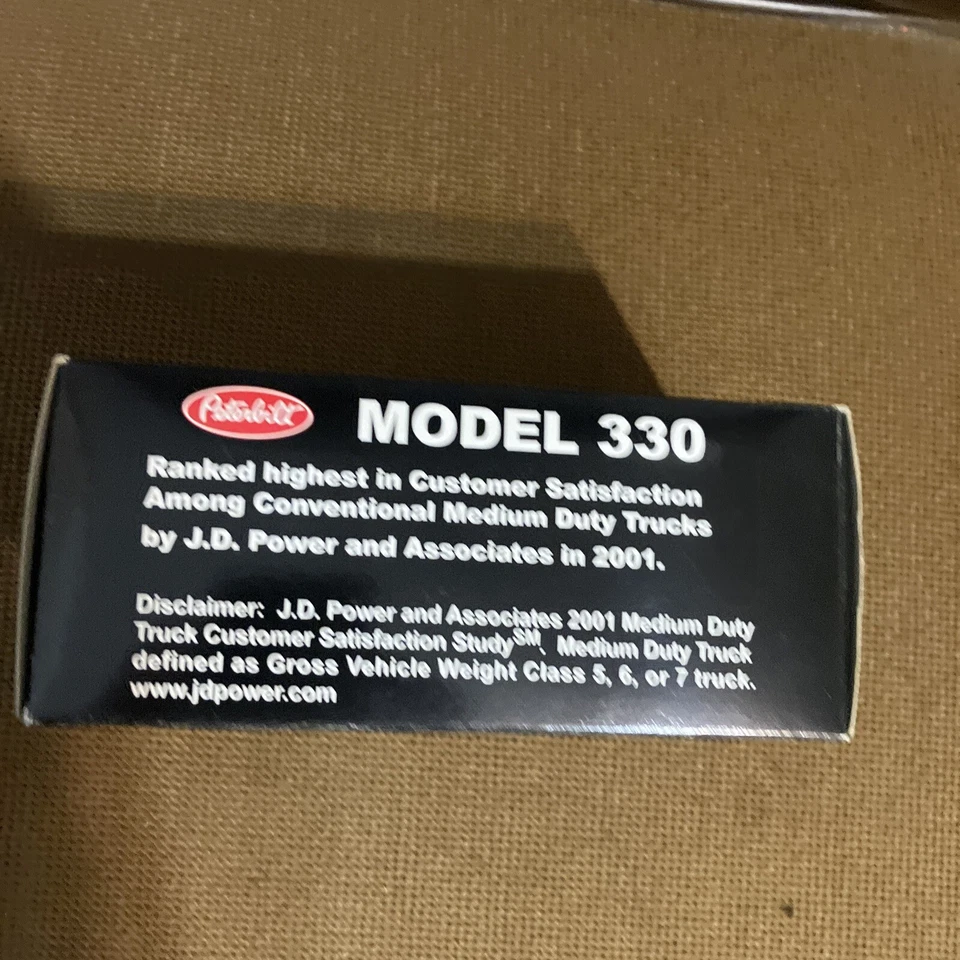 Peterbilt
MODEL 330
Ranked highest in Customer Satisfaction
Among Conventional Medium Duty Trucks
by J.D. Power and Associates in 2001.
Disclaimer: J.D. Power and Associates 2001 Medium Duty
Truck Customer Satisfaction Study℠. Medium Duty Truck
defined as Gross Vehicle Weight Class 5, 6, or 7 truck.
www.jdpower.com